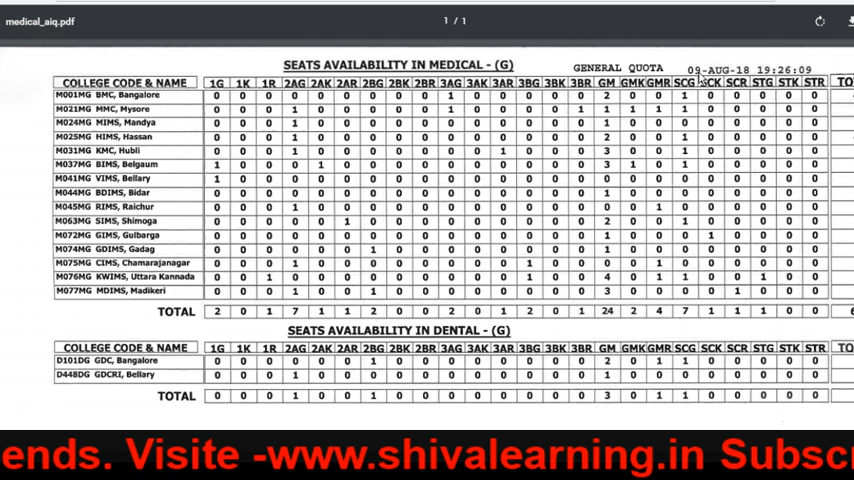 medical_aiq.pdf 1 / 1
SEATS AVAILABILITY IN MEDICAL - (G) GENERAL QUOTA 09-AUG-18 19:26:09
COLLEGE CODE & NAME 1G 1K 1R 2AG 2AK 2AR 2BG 2BK 2BR 3AG 3AK 3AR 3BG 3BK 3BR GM GMK GMR SCG SCK SCR STG STK STR TO
M001MG BMC, Bangalore 0 0 0 0 0 0 0 0 0 1 0 0 0 0 0 2 0 0 1 0 0 0 0 0
M021MG MMC, Mysore 0 0 0 1 0 0 0 0 0 1 0 0 0 0 1 1 1 1 1 0 0 0 0 0
M024MG MIMS, Mandya 0 0 0 1 0 0 0 0 0 0 0 0 0 0 0 1 0 0 0 0 0 0 0 0
M025MG HIMS, Hassan 0 0 0 1 0 0 0 0 0 0 0 0 0 0 0 2 0 0 1 0 0 0 0 0
M031MG KMC, Hubli 0 0 0 1 0 0 0 0 0 0 0 1 0 0 0 3 0 0 1 0 0 0 0 0
M037MG BIMS, Belgaum 1 0 0 0 1 0 0 0 0 0 0 0 0 0 0 3 1 0 1 0 0 0 0 0
M041MG VIMS, Bellary 1 0 0 0 0 0 0 0 0 0 0 0 0 0 0 0 0 0 0 0 0 0 0 0
M044MG BDIMS, Bidar 0 0 0 0 0 0 0 0 0 0 0 0 0 0 0 1 0 0 0 0 0 0 0 0
M045MG RIMS, Raichur 0 0 0 1 0 0 0 0 0 0 0 0 0 0 0 0 0 1 0 0 0 0 0 0
M063MG SIMS, Shimoga 0 0 0 0 0 1 0 0 0 0 0 0 0 0 0 2 0 0 1 0 0 0 0 0
M072MG GIMS, Gulbarga 0 0 0 0 0 0 0 0 0 0 0 0 0 0 0 1 0 0 0 1 0 0 0 0
M074MG GDIMS, Gadag 0 0 0 0 0 0 1 0 0 0 0 0 0 0 0 1 0 0 0 0 0 0 0 0
M075MG CIMS, Chamarajanagar 0 0 0 1 0 0 0 0 0 0 0 0 1 0 0 0 0 1 0 0 0 0 0 0
M076MG KWIMS, Uttara Kannada 0 0 1 0 0 0 0 0 0 0 0 0 1 0 0 4 0 1 1 0 0 1 0 0
M077MG MDIMS, Madikeri 0 0 0 1 0 0 1 0 0 0 0 0 0 0 0 3 0 0 0 0 1 0 0 0
TOTAL 2 0 1 7 1 1 2 0 0 2 0 1 2 0 1 24 2 4 7 1 1 1 0 0
SEATS AVAILABILITY IN DENTAL - (G)
COLLEGE CODE & NAME 1G 1K 1R 2AG 2AK 2AR 2BG 2BK 2BR 3AG 3AK 3AR 3BG 3BK 3BR GM GMK GMR SCG SCK SCR STG STK STR TO
D101DG GDC, Bangalore 0 0 0 0 0 0 1 0 0 0 0 0 0 0 0 2 0 1 1 0 0 0 0 0
D448DG GDCRI, Bellary 0 0 0 1 0 0 0 0 0 0 0 0 0 0 0 1 0 0 0 0 0 0 0 0
TOTAL 0 0 0 1 0 0 1 0 0 0 0 0 0 0 0 3 0 1 1 0 0 0 0 0
ends. Visite -www.shivalearning.in Subscr